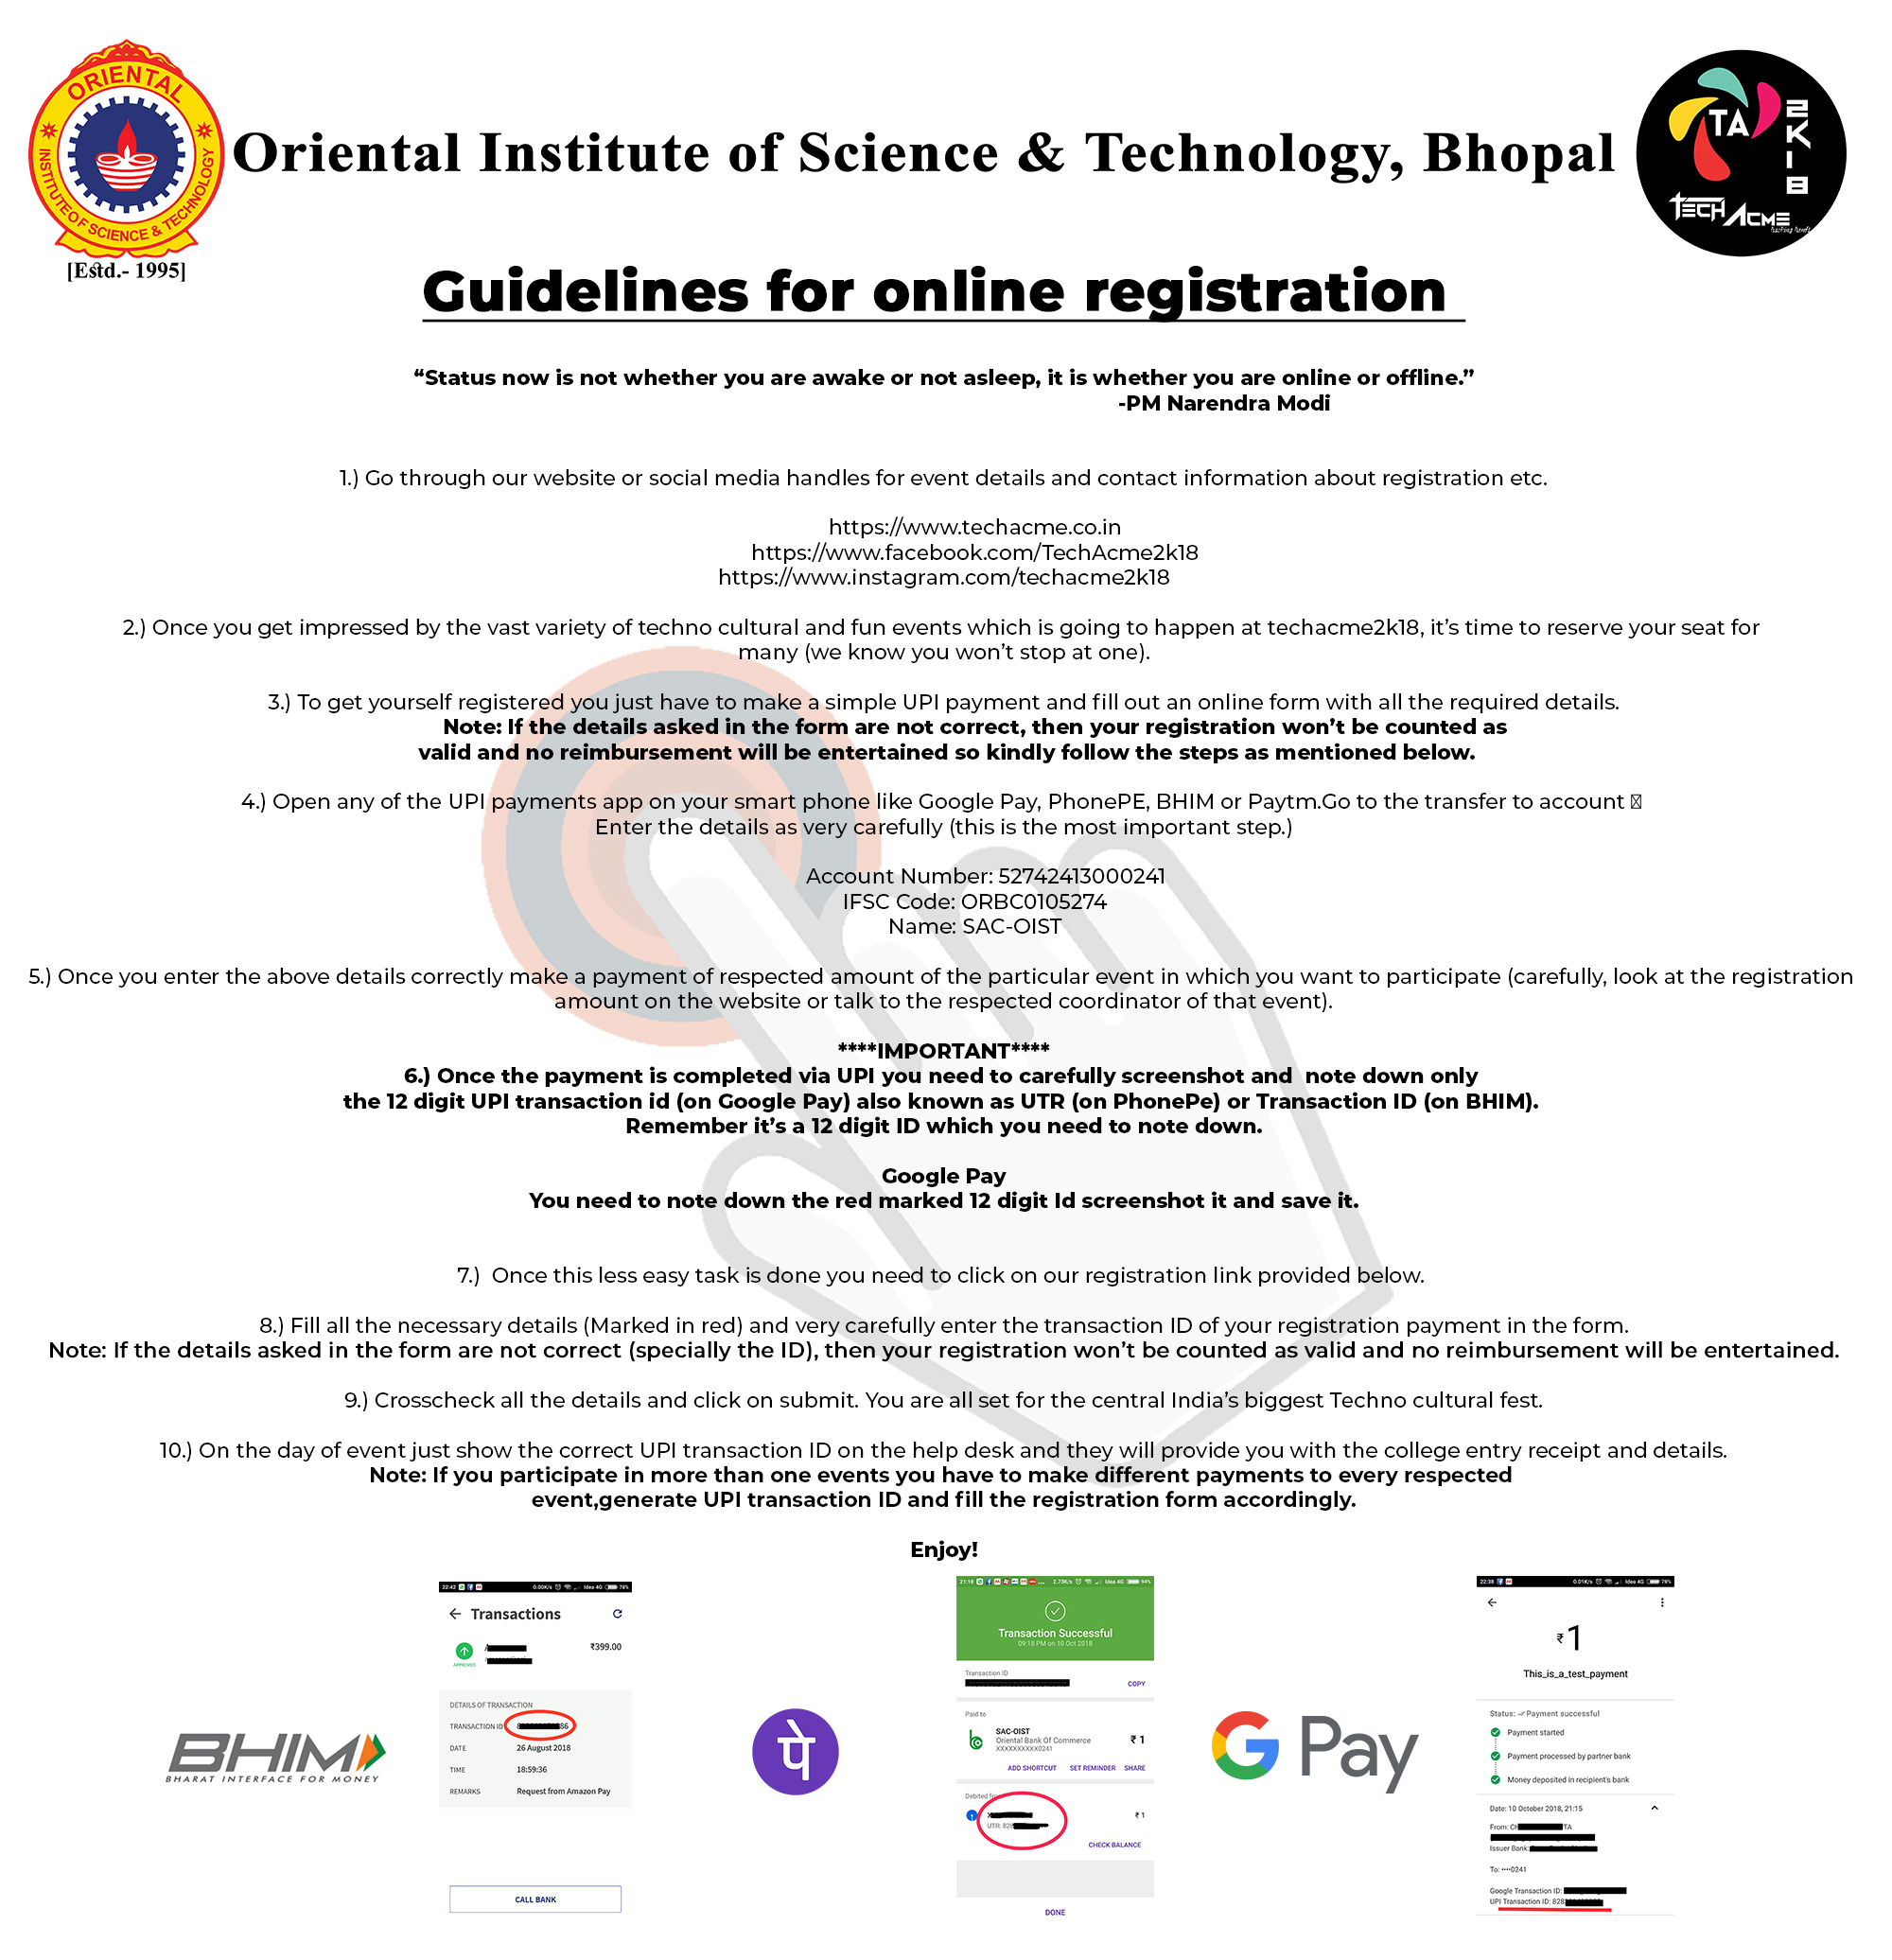 ORIENTAL
INSTITUTE OF SCIENCE & TECHNOLOGY
[Estd.- 1995]
Oriental Institute of Science & Technology, Bhopal
TA
2K18
TECH ACME
Guidelines for online registration
“Status now is not whether you are awake or not asleep, it is whether you are online or offline.”
-PM Narendra Modi
1.) Go through our website or social media handles for event details and contact information about registration etc.
https://www.techacme.co.in
https://www.facebook.com/TechAcme2k18
https://www.instagram.com/techacme2k18
2.) Once you get impressed by the vast variety of techno cultural and fun events which is going to happen at techacme2k18, it’s time to reserve your seat for
many (we know you won’t stop at one).
3.) To get yourself registered you just have to make a simple UPI payment and fill out an online form with all the required details.
Note: If the details asked in the form are not correct, then your registration won’t be counted as
valid and no reimbursement will be entertained so kindly follow the steps as mentioned below.
4.) Open any of the UPI payments app on your smart phone like Google Pay, PhonePE, BHIM or Paytm.Go to the transfer to account
Enter the details as very carefully (this is the most important step.)
Account Number: 52742413000241
IFSC Code: ORBC0105274
Name: SAC-OIST
5.) Once you enter the above details correctly make a payment of respected amount of the particular event in which you want to participate (carefully, look at the registration
amount on the website or talk to the respected coordinator of that event).
****IMPORTANT****
6.) Once the payment is completed via UPI you need to carefully screenshot and  note down only
the 12 digit UPI transaction id (on Google Pay) also known as UTR (on PhonePe) or Transaction ID (on BHIM).
Remember it’s a 12 digit ID which you need to note down.
Google Pay
You need to note down the red marked 12 digit Id screenshot it and save it.
7.)  Once this less easy task is done you need to click on our registration link provided below.
8.) Fill all the necessary details (Marked in red) and very carefully enter the transaction ID of your registration payment in the form.
Note: If the details asked in the form are not correct (specially the ID), then your registration won’t be counted as valid and no reimbursement will be entertained.
9.) Crosscheck all the details and click on submit. You are all set for the central India’s biggest Techno cultural fest.
10.) On the day of event just show the correct UPI transaction ID on the help desk and they will provide you with the college entry receipt and details.
Note: If you participate in more than one events you have to make different payments to every respected
event,generate UPI transaction ID and fill the registration form accordingly.
Enjoy!
BHIM
BHARAT INTERFACE FOR MONEY
22:42 0.00K/s Idea 4G 78%
Transactions
₹399.00
APPROVED
DETAILS OF TRANSACTION
TRANSACTION ID 86
DATE 26 August 2018
TIME 18:59:36
REMARKS Request from Amazon Pay
CALL BANK
पे
21:18 2.73K/s Idea 4G 94%
Transaction Successful
09:18 PM on 10 Oct 2018
Transaction ID
COPY
Paid to
SAC-OIST
Oriental Bank Of Commerce
XXXXXXXXXX0241
₹ 1
ADD SHORTCUT SET REMINDER SHARE
Debited
₹ 1
UTR: 828
CHECK BALANCE
DONE
G Pay
22:38 0.01K/s Idea 4G 78%
₹1
This_is_a_test_payment
Status: Payment successful
Payment started
Payment processed by partner bank
Money deposited in recipient's bank
Date: 10 October 2018, 21:15
From: CH TA
Issuer Bank
To: ••••0241
Google Transaction ID:
UPI Transaction ID: 828